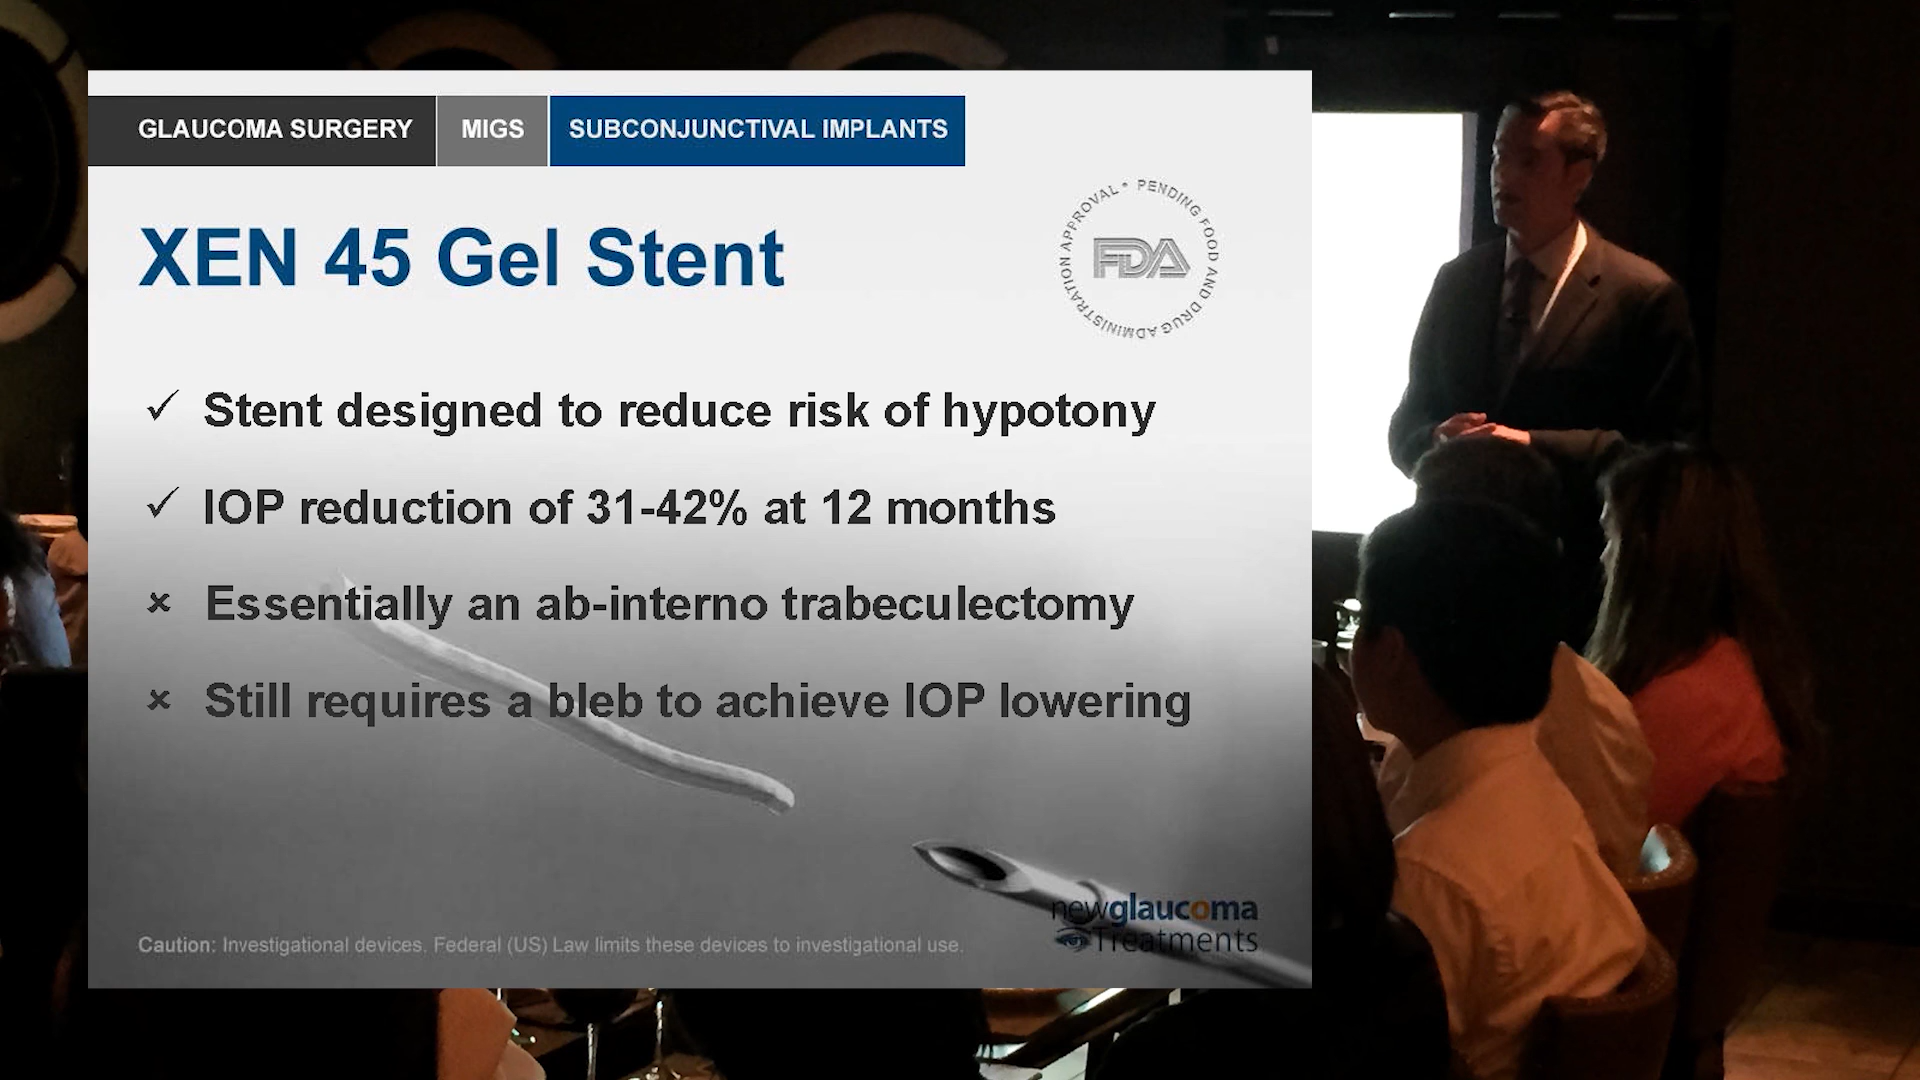 GLAUCOMA SURGERY
MIGS
SUBCONJUNCTIVAL IMPLANTS
XEN 45 Gel Stent
PENDING FOOD AND DRUG ADMINISTRATION APPROVAL •
FDA
✓ Stent designed to reduce risk of hypotony
✓ IOP reduction of 31-42% at 12 months
× Essentially an ab-interno trabeculectomy
× Still requires a bleb to achieve IOP lowering
newglaucoma
Treatments
Caution: Investigational devices. Federal (US) Law limits these devices to investigational use.